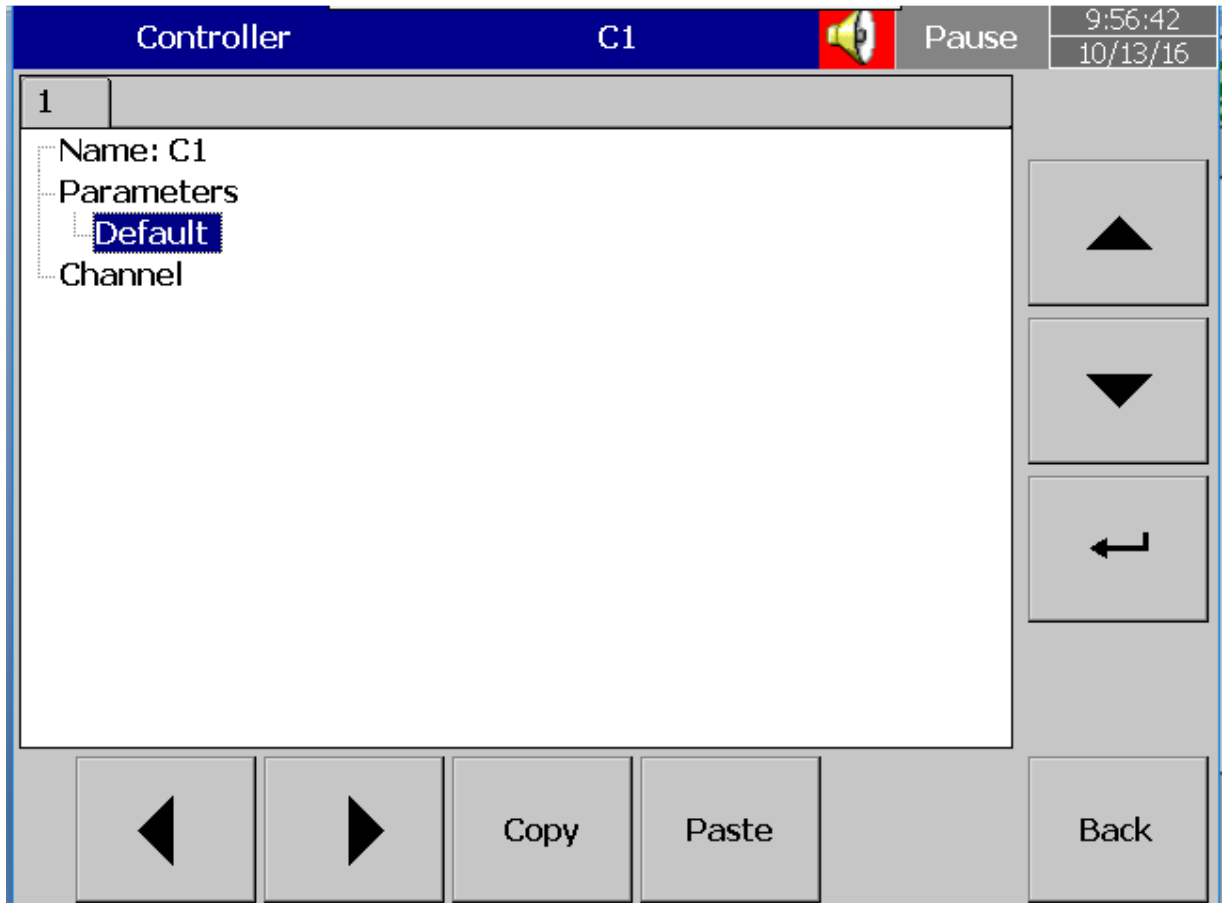 Controller C1 Pause 9:56:42
10/13/16
1
Name: C1
Parameters
Default
Channel
Copy Paste Back